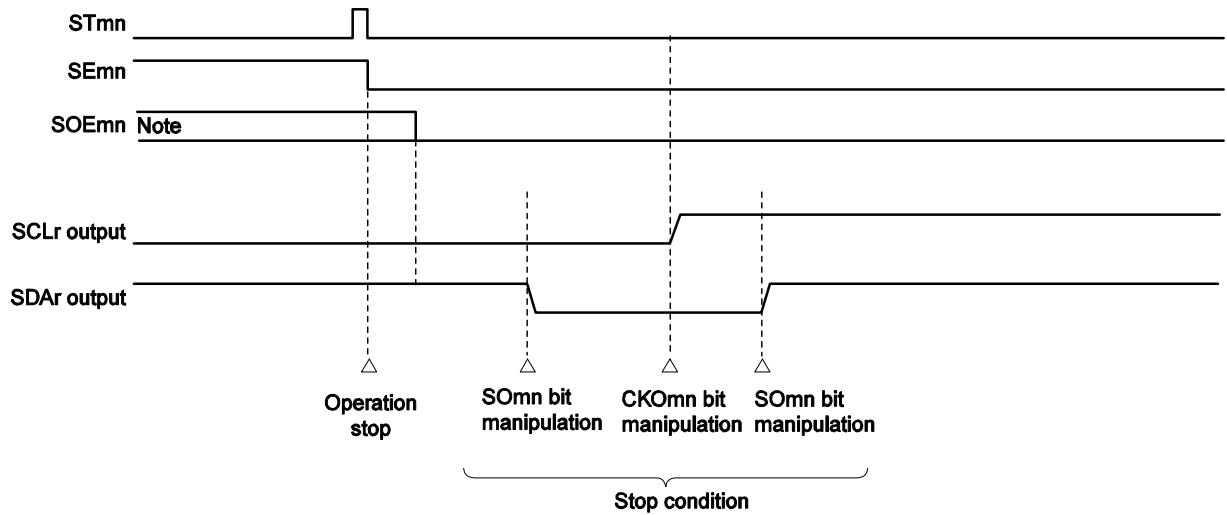 STmn
SEmn
SOEmn Note
SCLr output
SDAr output
Operation
stop
SOmn bit
manipulation
CKOmn bit
manipulation
SOmn bit
manipulation
Stop condition